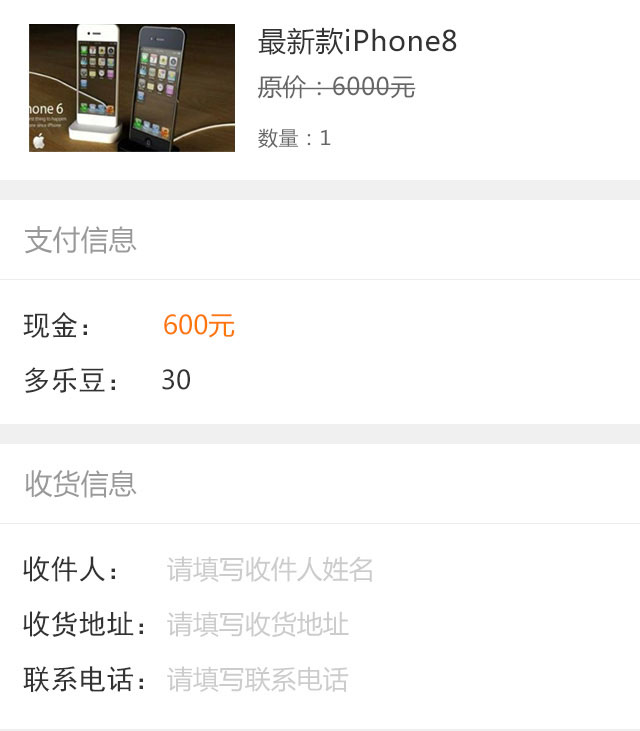 最新款iPhone8
原价：6000元
数量：1
hone 6
支付信息
现金： 600元
多乐豆： 30
收货信息
收件人： 请填写收件人姓名
收货地址： 请填写收货地址
联系电话： 请填写联系电话